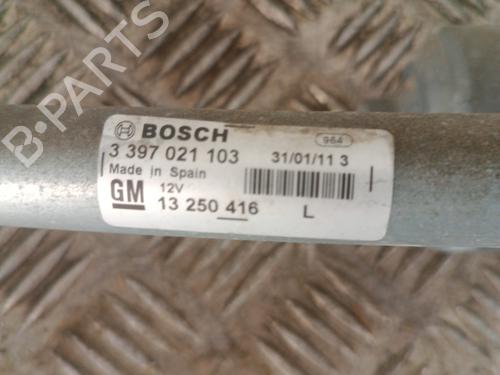 B-PARTS
BOSCH 964
3 397 021 103 31/01/11 3
Made in Spain
GM 12V
13 250 416 L